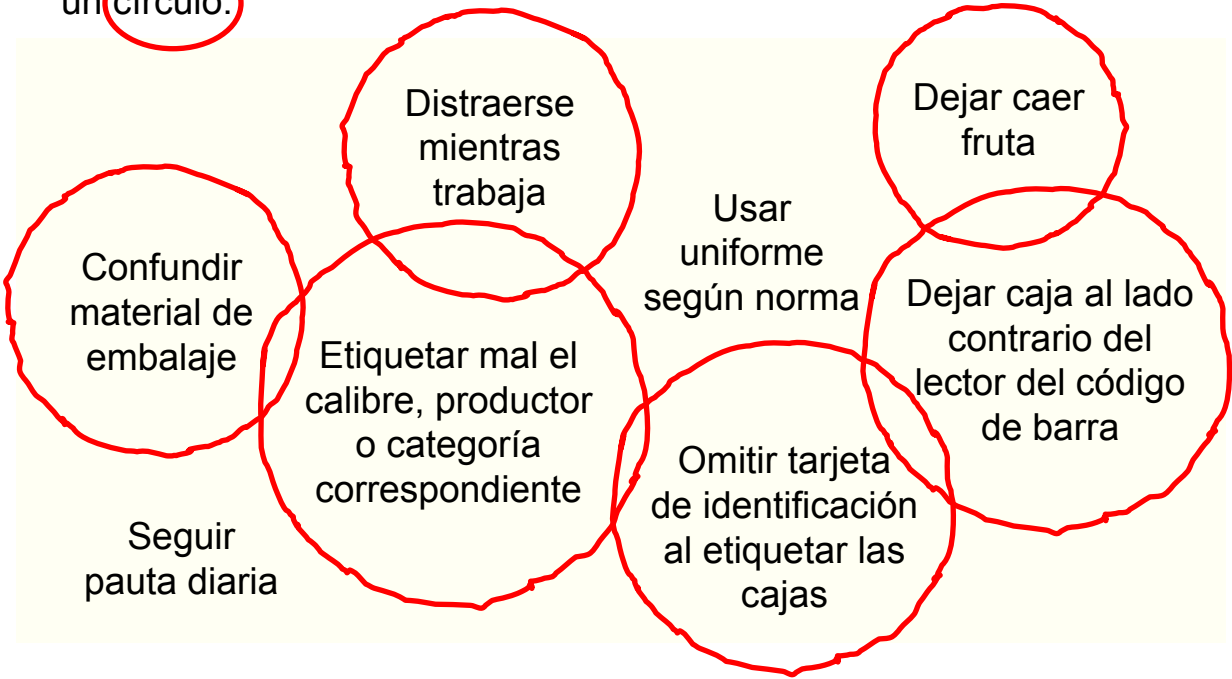 un círculo.
Distraerse
mientras
trabaja
Dejar caer
fruta
Usar
uniforme
según norma
Confundir
material de
embalaje
Dejar caja al lado
contrario del
lector del código
de barra
Etiquetar mal el
calibre, productor
o categoría
correspondiente
Omitir tarjeta
de identificación
al etiquetar las
cajas
Seguir
pauta diaria